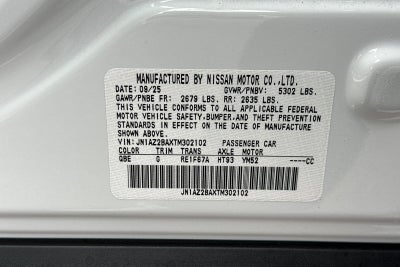 MANUFACTURED BY NISSAN MOTOR CO.,LTD.
DATE: 09/25 GVWR/PNBV: 5302 LBS.
GAWR/PNBE FR: 2679 LBS. RR: 2635 LBS.
THIS VEHICLE CONFORMS TO ALL APPLICABLE FEDERAL
MOTOR VEHICLE SAFETY,BUMPER,AND THEFT PREVENTION
STANDARDS IN EFFECT ON THE DATE OF MANUFACTURE
SHOWN ABOVE.
VIN: JN1AZ2BAXTM302102 PASSENGER CAR
COLOR TRIM TRANS AXLE MOTOR
QBE G RE1F67A HT93 YM52 ----CC
JN1AZ2BAXTM302102